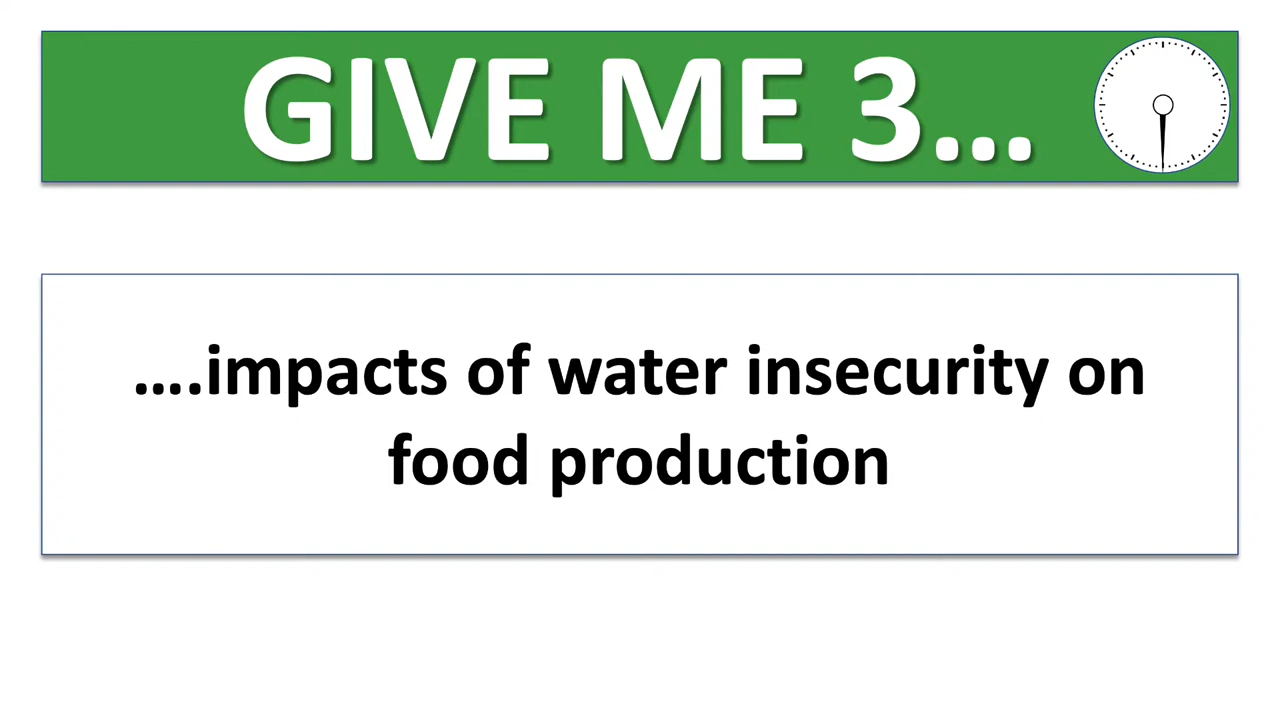 GIVE ME 3...
....impacts of water insecurity on
food production